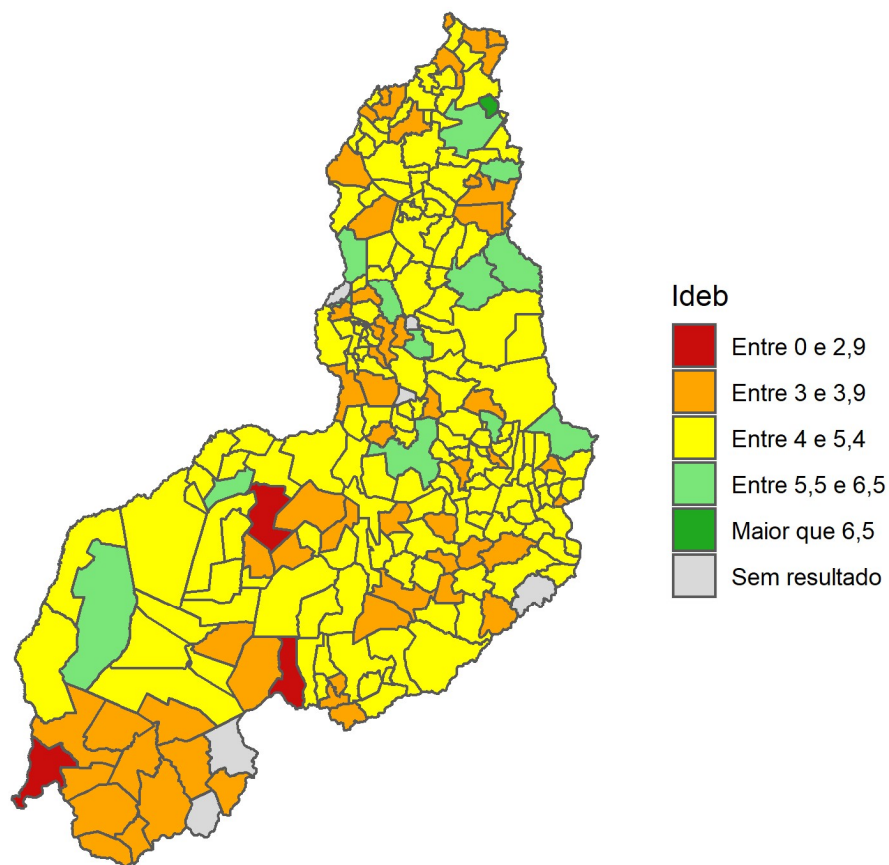 Ideb
Entre 0 e 2,9
Entre 3 e 3,9
Entre 4 e 5,4
Entre 5,5 e 6,5
Maior que 6,5
Sem resultado